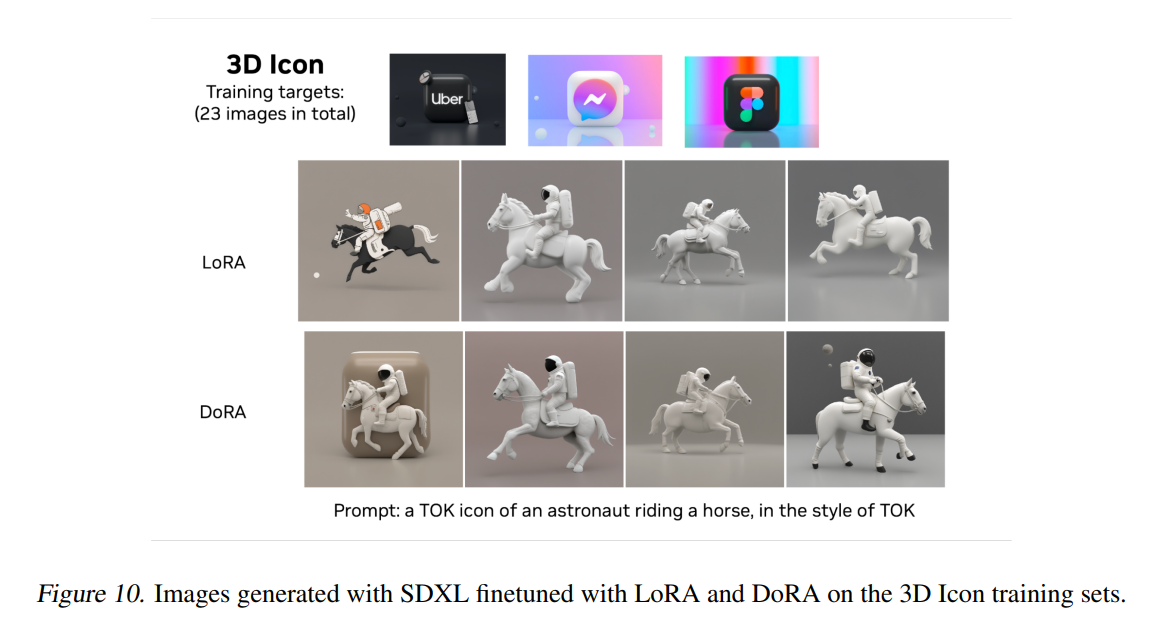 3D Icon
Training targets:
(23 images in total)
Uber
LoRA
DoRA
Prompt: a TOK icon of an astronaut riding a horse, in the style of TOK
Figure 10. Images generated with SDXL finetuned with LoRA and DoRA on the 3D Icon training sets.